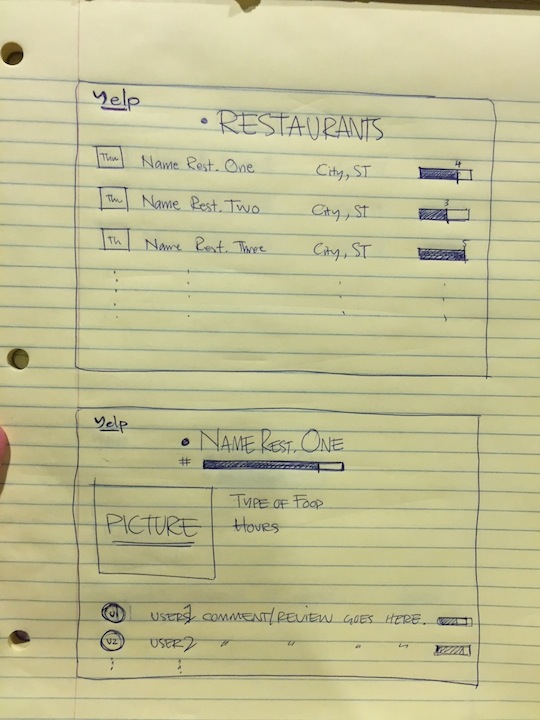 Yelp
• RESTAURANTS
Thu Name Rest. One City, ST 4
Th Name Rest. Two City, ST 3
Th Name Rest. Three City, ST 5
Yelp
• NAME REST. ONE
#
PICTURE
TYPE OF FOOD
HOURS
U1 USER1 COMMENT/REVIEW GOES HERE.
U2 USER2 " " " "